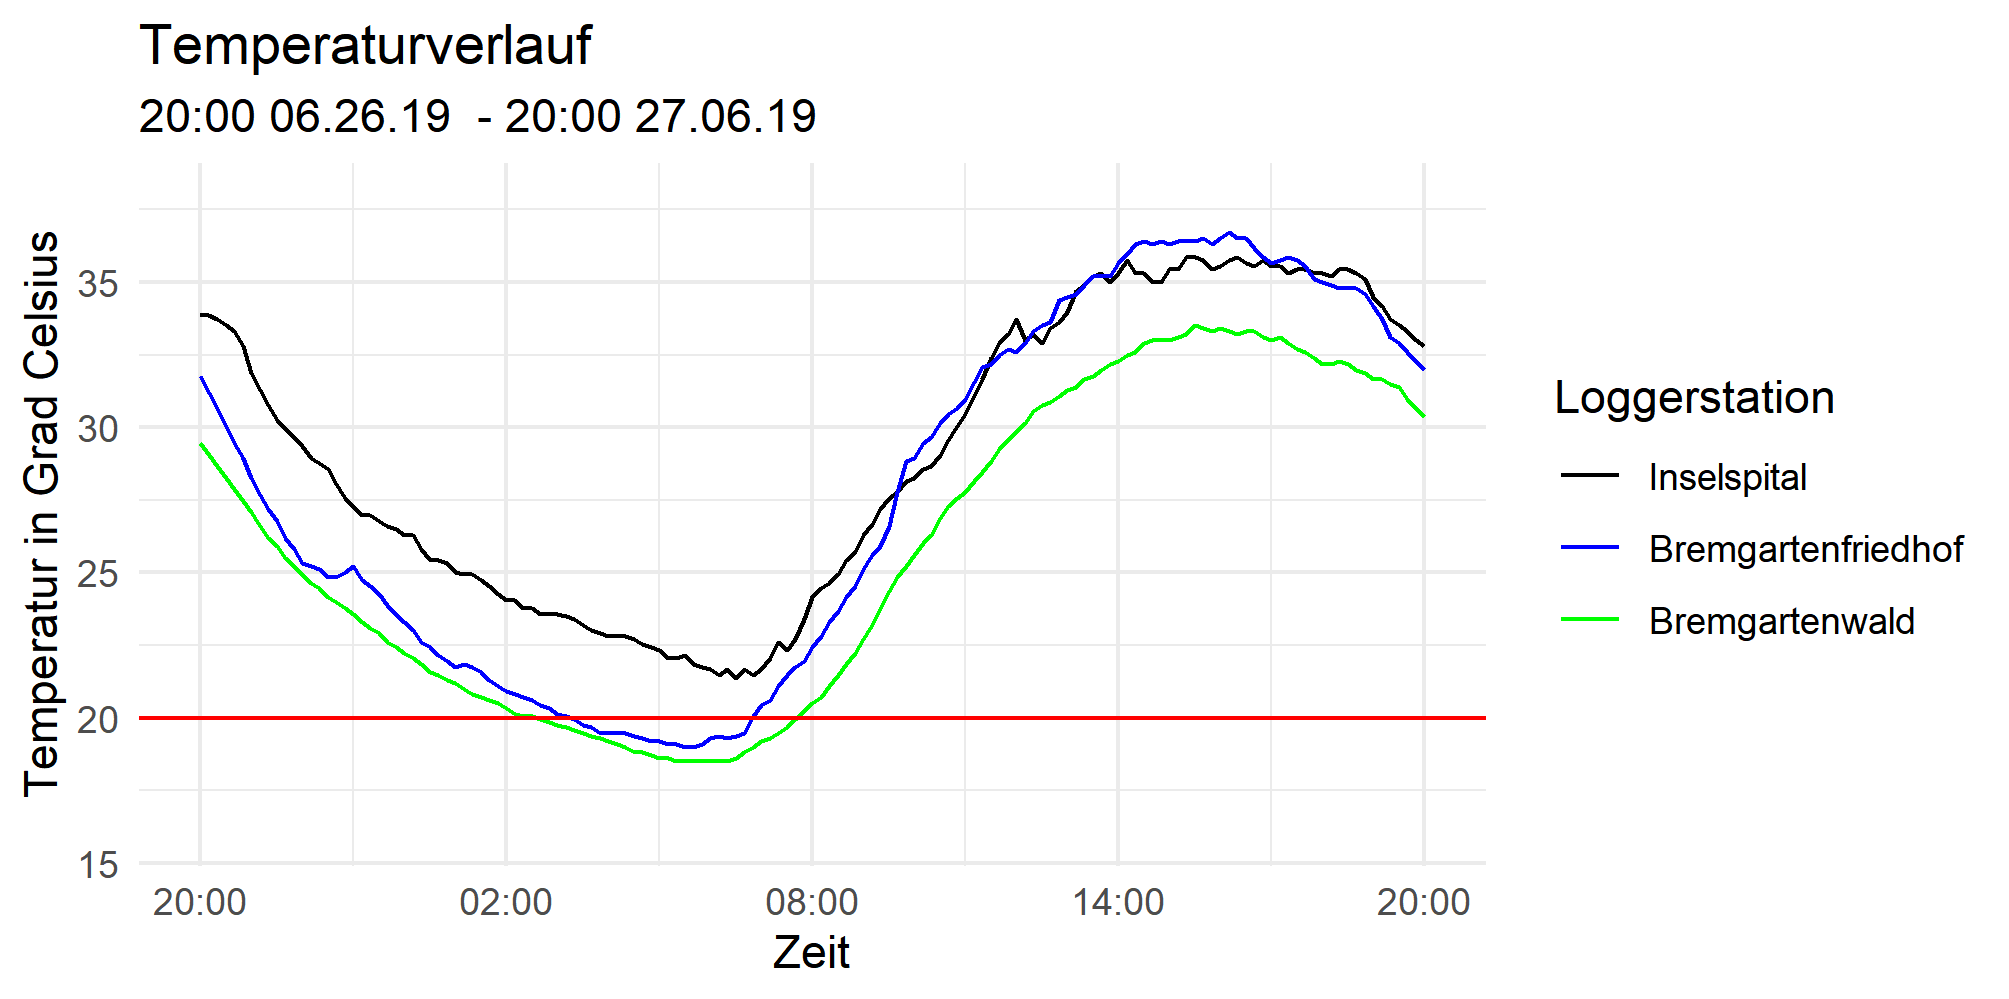 Temperaturverlauf
20:00 06.26.19  - 20:00 27.06.19
Temperatur in Grad Celsius
35
30
25
20
15
20:00 02:00 08:00 14:00 20:00
Zeit
Loggerstation
Inselspital
Bremgartenfriedhof
Bremgartenwald